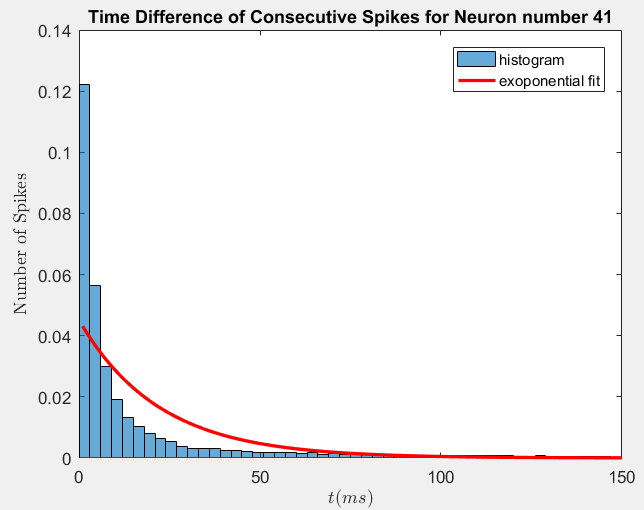 Time Difference of Consecutive Spikes for Neuron number 41
histogram
exoponential fit
Number of Spikes
0.14
0.12
0.1
0.08
0.06
0.04
0.02
0
0 50 100 150
t(ms)